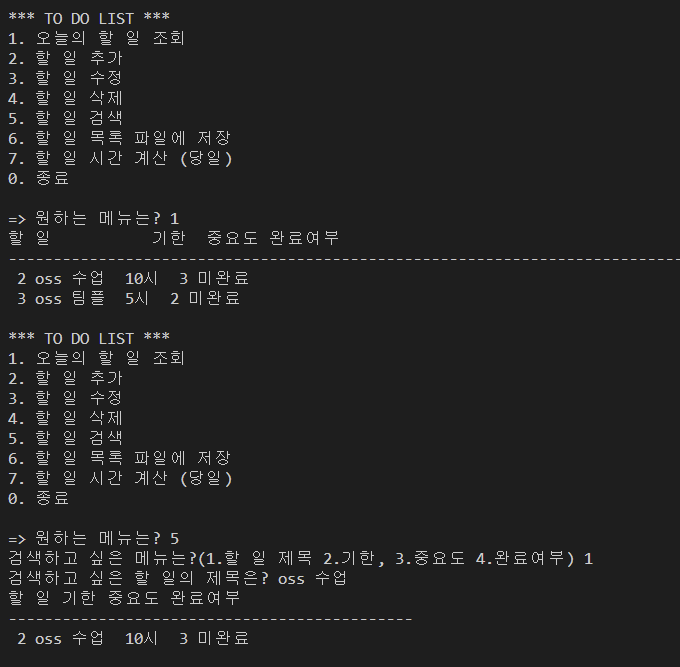 *** TO DO LIST ***
1. 오늘의 할 일 조회
2. 할 일 추가
3. 할 일 수정
4. 할 일 삭제
5. 할 일 검색
6. 할 일 목록 파일에 저장
7. 할 일 시간 계산 (당일)
0. 종료
=> 원하는 메뉴는? 1
할 일 기한 중요도 완료여부
--------------------------------------------------------------------------
2 oss 수업 10시 3 미완료
3 oss 팀플 5시 2 미완료
*** TO DO LIST ***
1. 오늘의 할 일 조회
2. 할 일 추가
3. 할 일 수정
4. 할 일 삭제
5. 할 일 검색
6. 할 일 목록 파일에 저장
7. 할 일 시간 계산 (당일)
0. 종료
=> 원하는 메뉴는? 5
검색하고 싶은 메뉴는?(1.할 일 제목 2.기한, 3.중요도 4.완료여부) 1
검색하고 싶은 할 일의 제목은? oss 수업
할 일 기한 중요도 완료여부
---------------------------------------------
2 oss 수업 10시 3 미완료